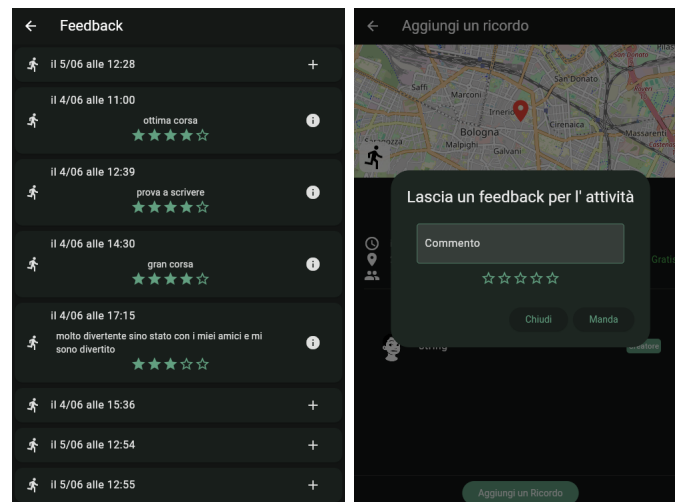 Feedback
il 5/06 alle 12:28
il 4/06 alle 11:00
ottima corsa
il 4/06 alle 12:39
prova a scrivere
il 4/06 alle 14:30
gran corsa
il 4/06 alle 17:15
molto divertente sino stato con i miei amici e mi
sono divertito
il 4/06 alle 15:36
il 5/06 alle 12:54
il 5/06 alle 12:55
Aggiungi un ricordo
San Donato
Saffi
Marconi
Irnerio
Cirenaica
Bologna
Massarenti
Malpighi
Galvani
Lascia un feedback per l' attività
Commento
Gratis
Chiudi
Manda
String
Aggiungi un Ricordo